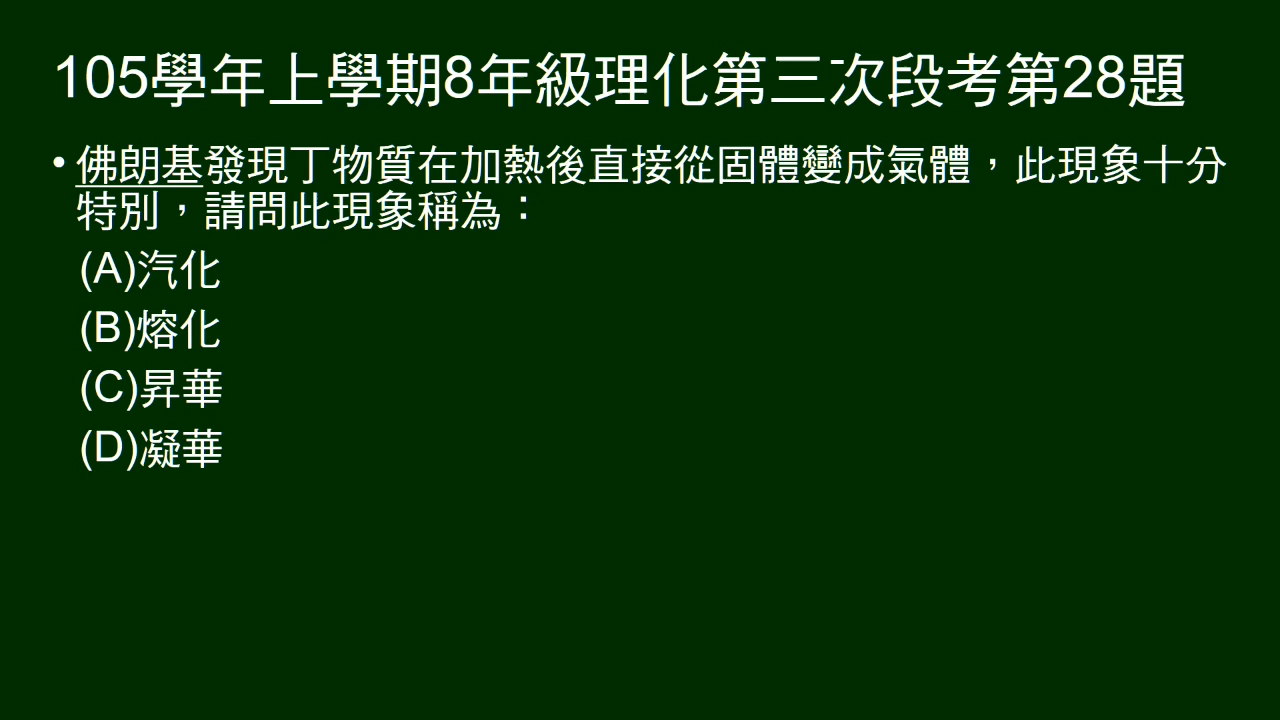 105學年上學期8年級理化第三次段考第28題
• 佛朗基發現丁物質在加熱後直接從固體變成氣體，此現象十分
特別，請問此現象稱為：
(A)汽化
(B)熔化
(C)昇華
(D)凝華